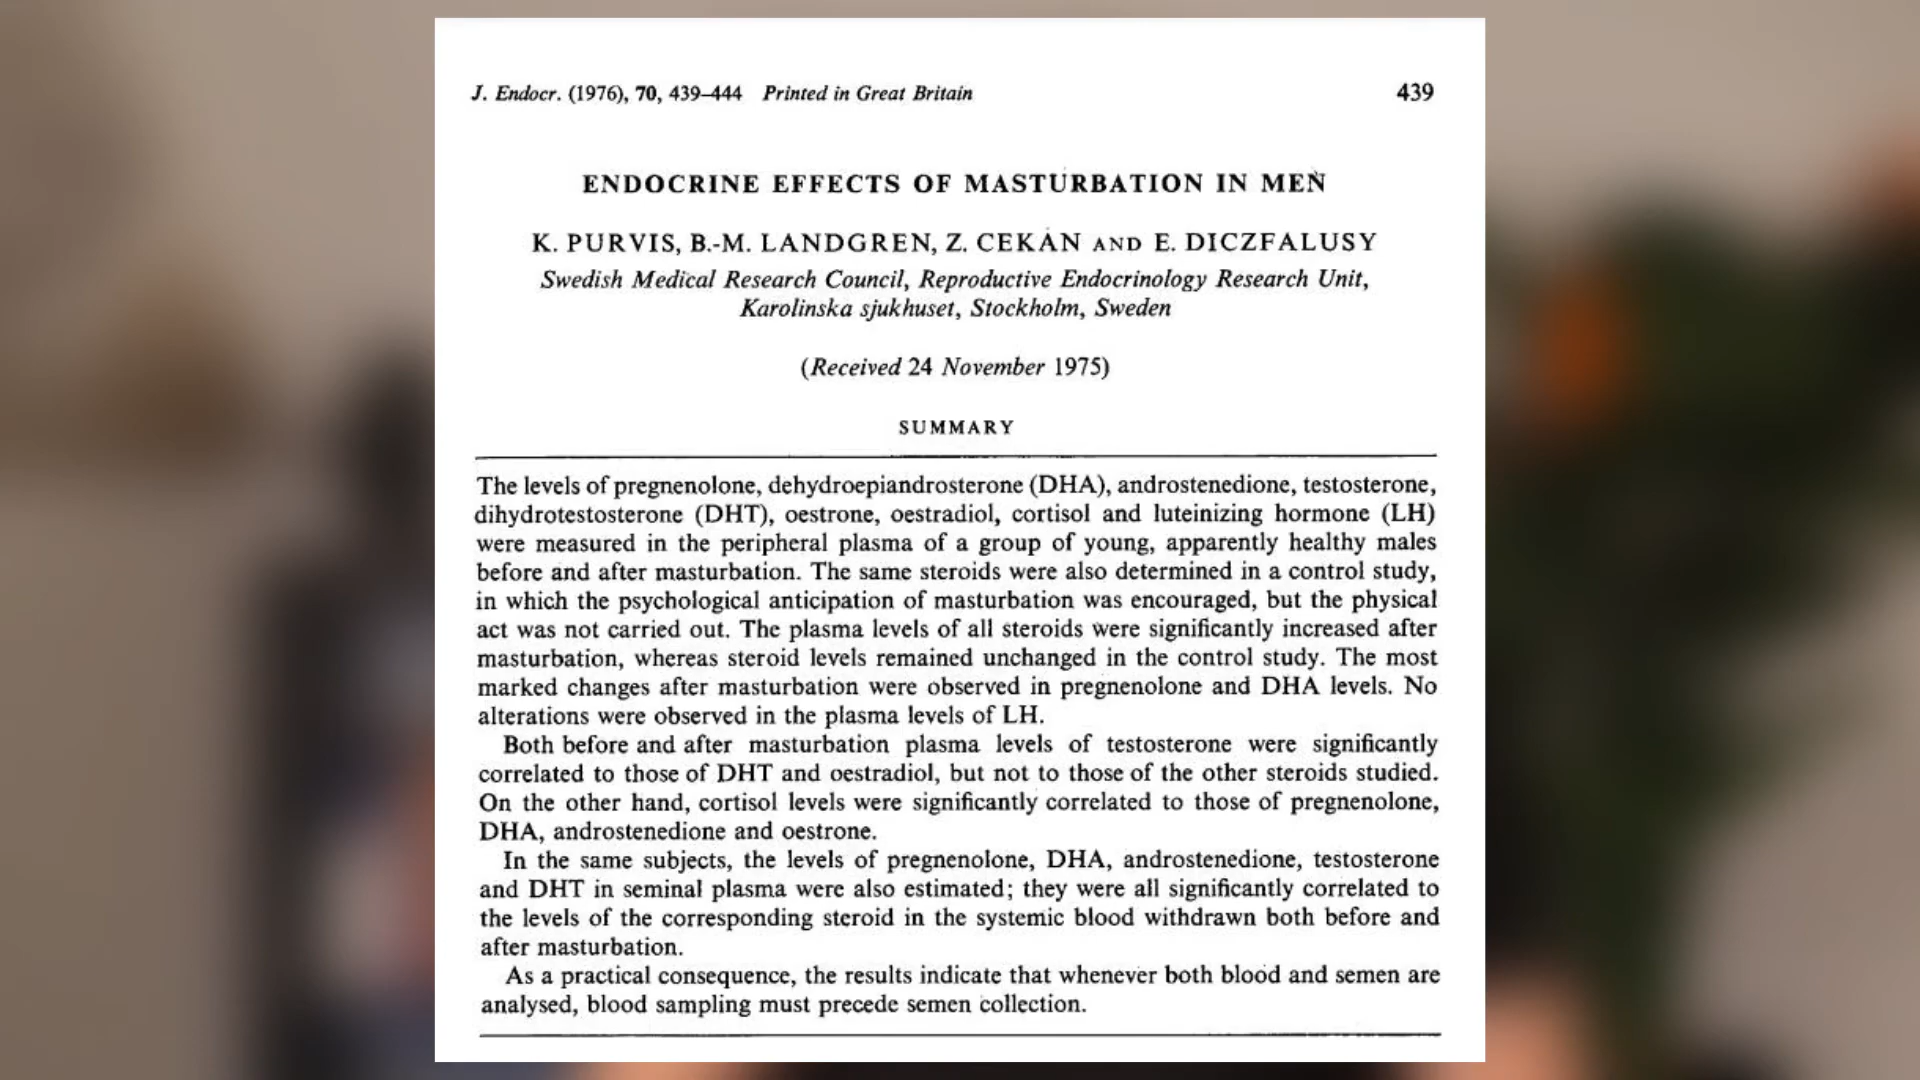 J. Endocr. (1976), 70, 439–444 Printed in Great Britain 439
ENDOCRINE EFFECTS OF MASTURBATION IN MEN
K. PURVIS, B.-M. LANDGREN, Z. CEKAN AND E. DICZFALUSY
Swedish Medical Research Council, Reproductive Endocrinology Research Unit,
Karolinska sjukhuset, Stockholm, Sweden
(Received 24 November 1975)
SUMMARY
The levels of pregnenolone, dehydroepiandrosterone (DHA), androstenedione, testosterone,
dihydrotestosterone (DHT), oestrone, oestradiol, cortisol and luteinizing hormone (LH)
were measured in the peripheral plasma of a group of young, apparently healthy males
before and after masturbation. The same steroids were also determined in a control study,
in which the psychological anticipation of masturbation was encouraged, but the physical
act was not carried out. The plasma levels of all steroids were significantly increased after
masturbation, whereas steroid levels remained unchanged in the control study. The most
marked changes after masturbation were observed in pregnenolone and DHA levels. No
alterations were observed in the plasma levels of LH.
Both before and after masturbation plasma levels of testosterone were significantly
correlated to those of DHT and oestradiol, but not to those of the other steroids studied.
On the other hand, cortisol levels were significantly correlated to those of pregnenolone,
DHA, androstenedione and oestrone.
In the same subjects, the levels of pregnenolone, DHA, androstenedione, testosterone
and DHT in seminal plasma were also estimated; they were all significantly correlated to
the levels of the corresponding steroid in the systemic blood withdrawn both before and
after masturbation.
As a practical consequence, the results indicate that whenever both blood and semen are
analysed, blood sampling must precede semen collection.